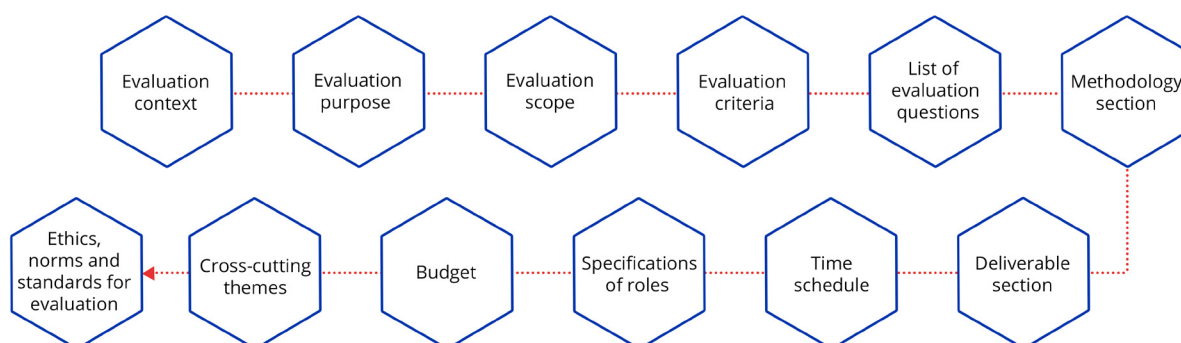 Evaluation
context
Evaluation
purpose
Evaluation
scope
Evaluation
criteria
List of
evaluation
questions
Methodology
section
Ethics,
norms and
standards for
evaluation
Cross-cutting
themes
Budget
Specifications
of roles
Time
schedule
Deliverable
section